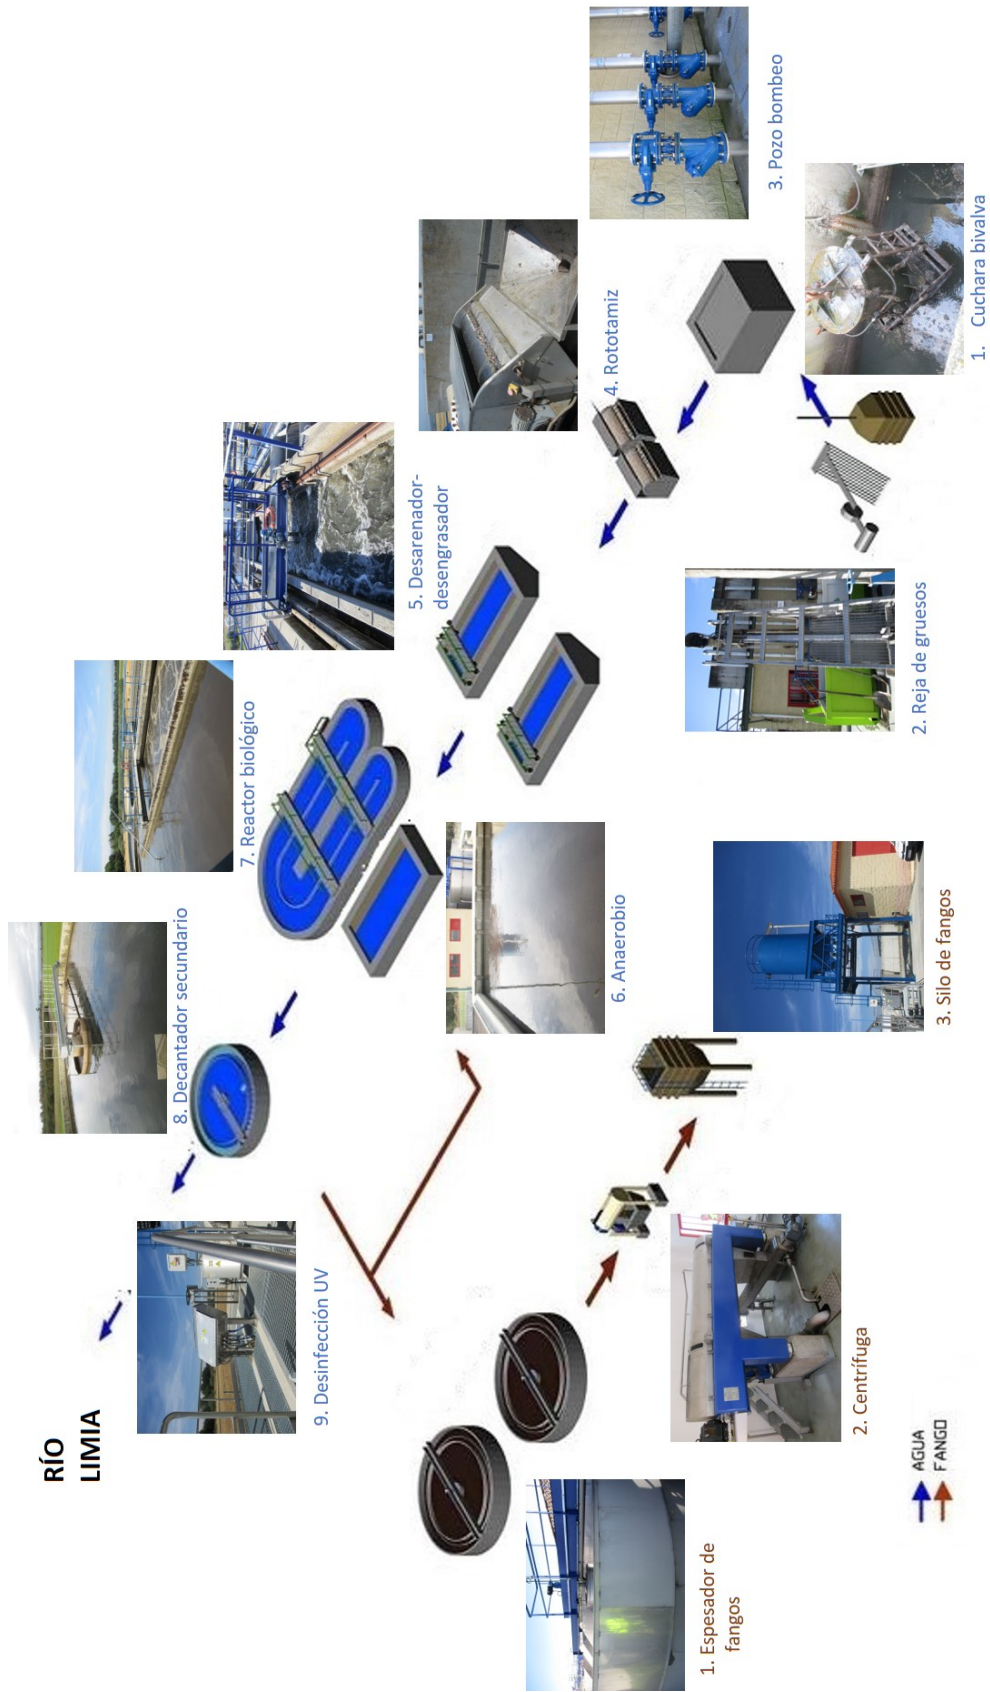 RÍO
LIMIA
1. Cuchara bivalva
2. Reja de gruesos
3. Pozo bombeo
4. Rototamiz
5. Desarenador-
desengrasador
6. Anaerobio
7. Reactor biológico
8. Decantador secundario
9. Desinfección UV
1. Espesador de
fangos
2. Centrífuga
3. Silo de fangos
AGUA
FANGO